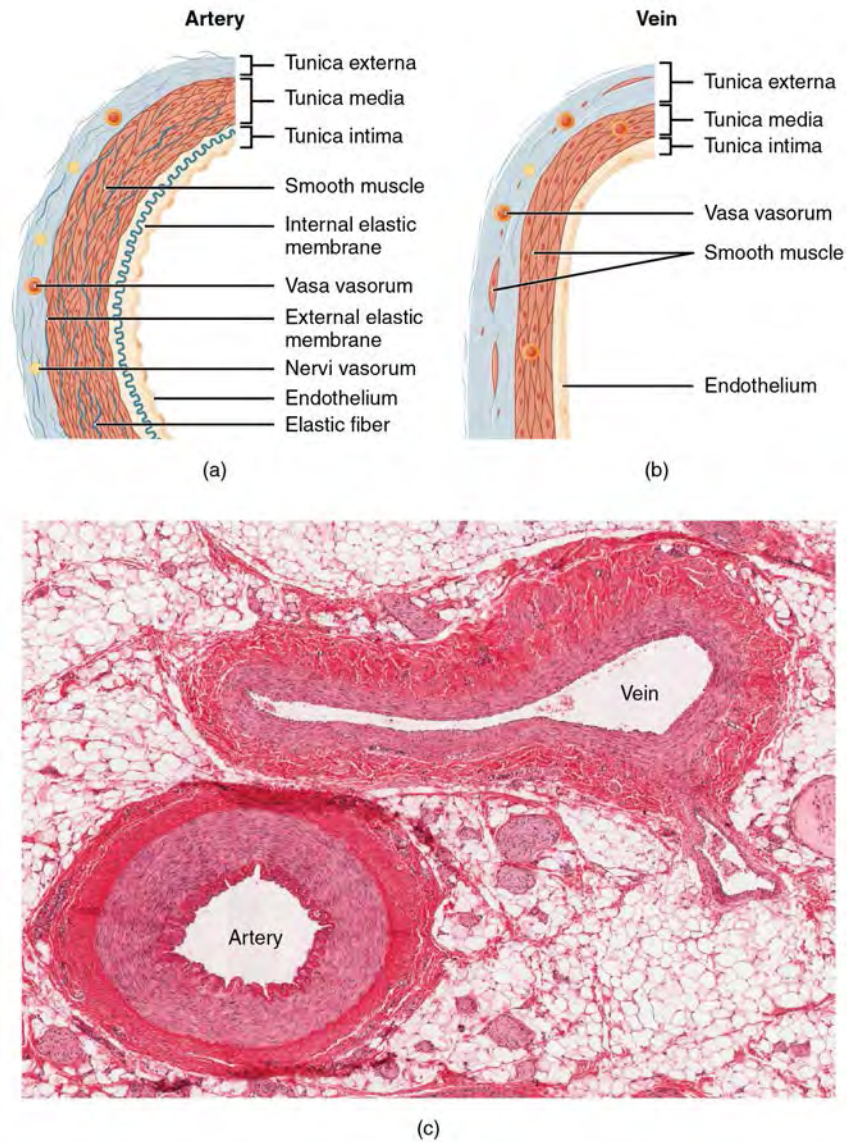 Artery
Tunica externa
Tunica media
Tunica intima
Smooth muscle
Internal elastic
membrane
Vasa vasorum
External elastic
membrane
Nervi vasorum
Endothelium
Elastic fiber
(a)
Vein
Tunica externa
Tunica media
Tunica intima
Vasa vasorum
Smooth muscle
Endothelium
(b)
Vein
Artery
(c)